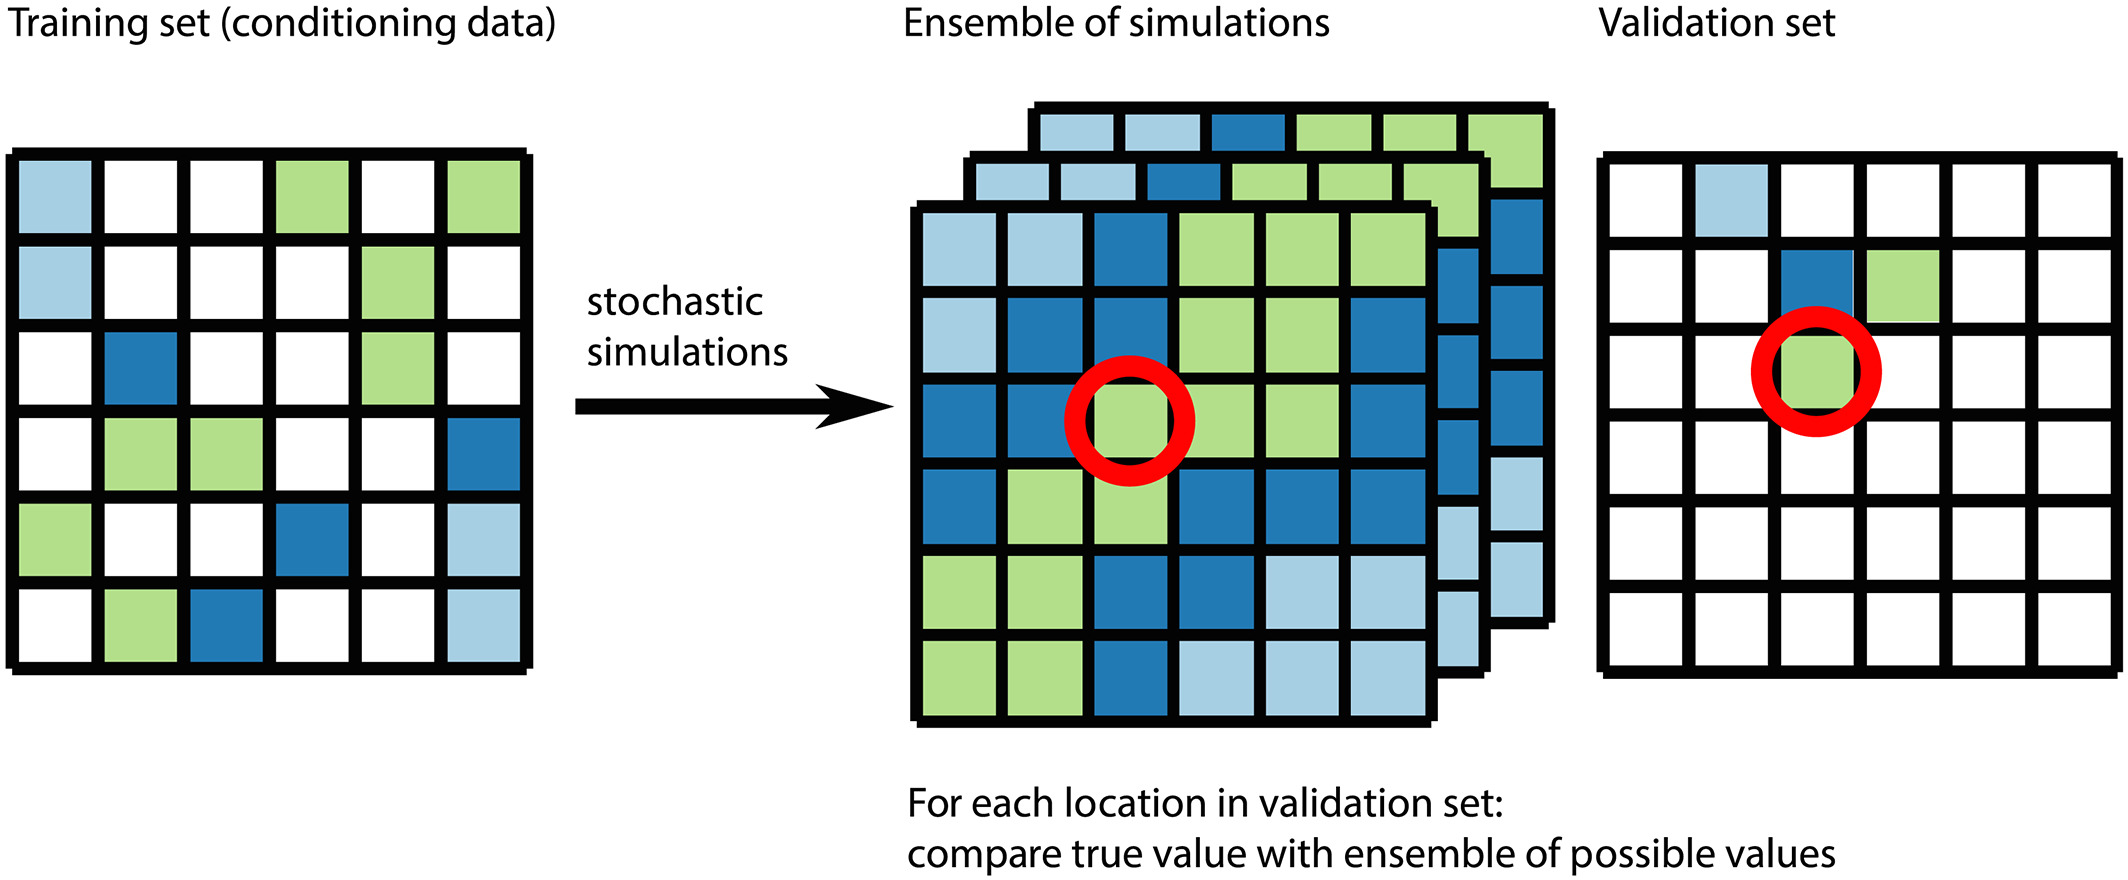 Training set (conditioning data)
Ensemble of simulations
Validation set
stochastic
simulations
For each location in validation set:
compare true value with ensemble of possible values